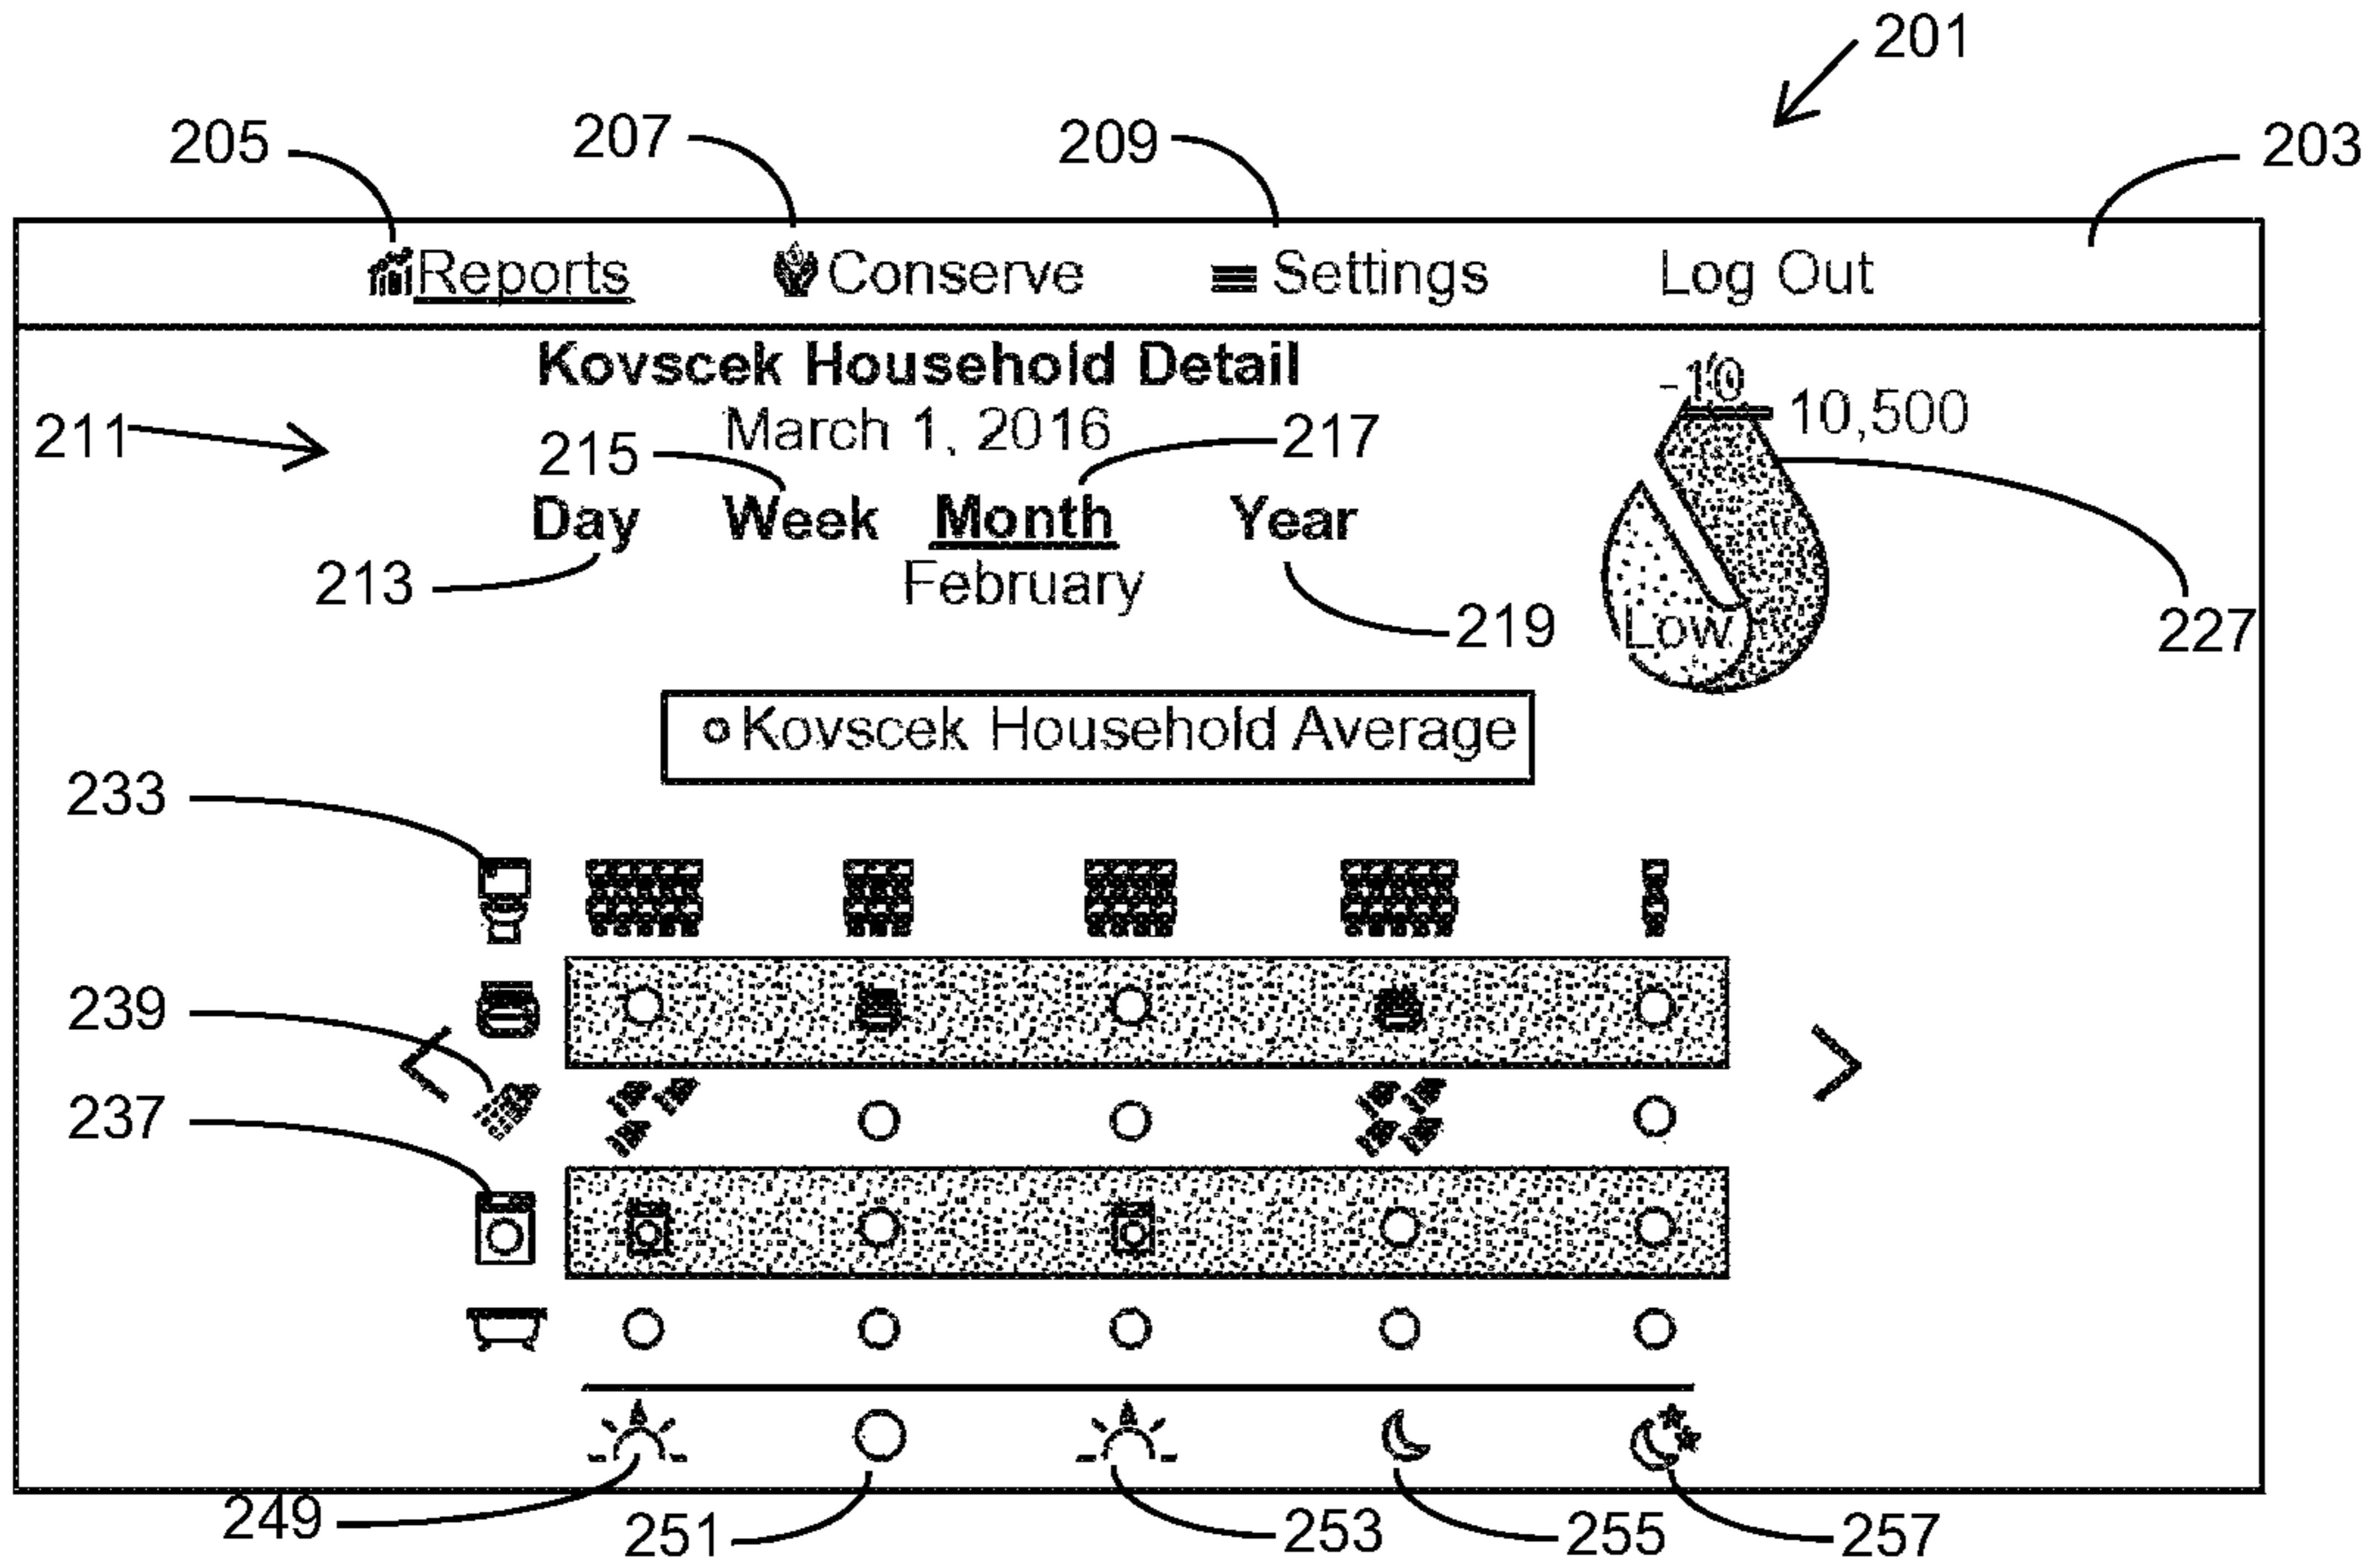 201
205 207 209 203
Reports Conserve Settings Log Out
Kovscek Household Detail
-10
March 1, 2016 10,500
211 215 217
Day Week Month Year
213 February 219 227
Low
Kovscek Household Average
233
239
237
249 251 253 255 257